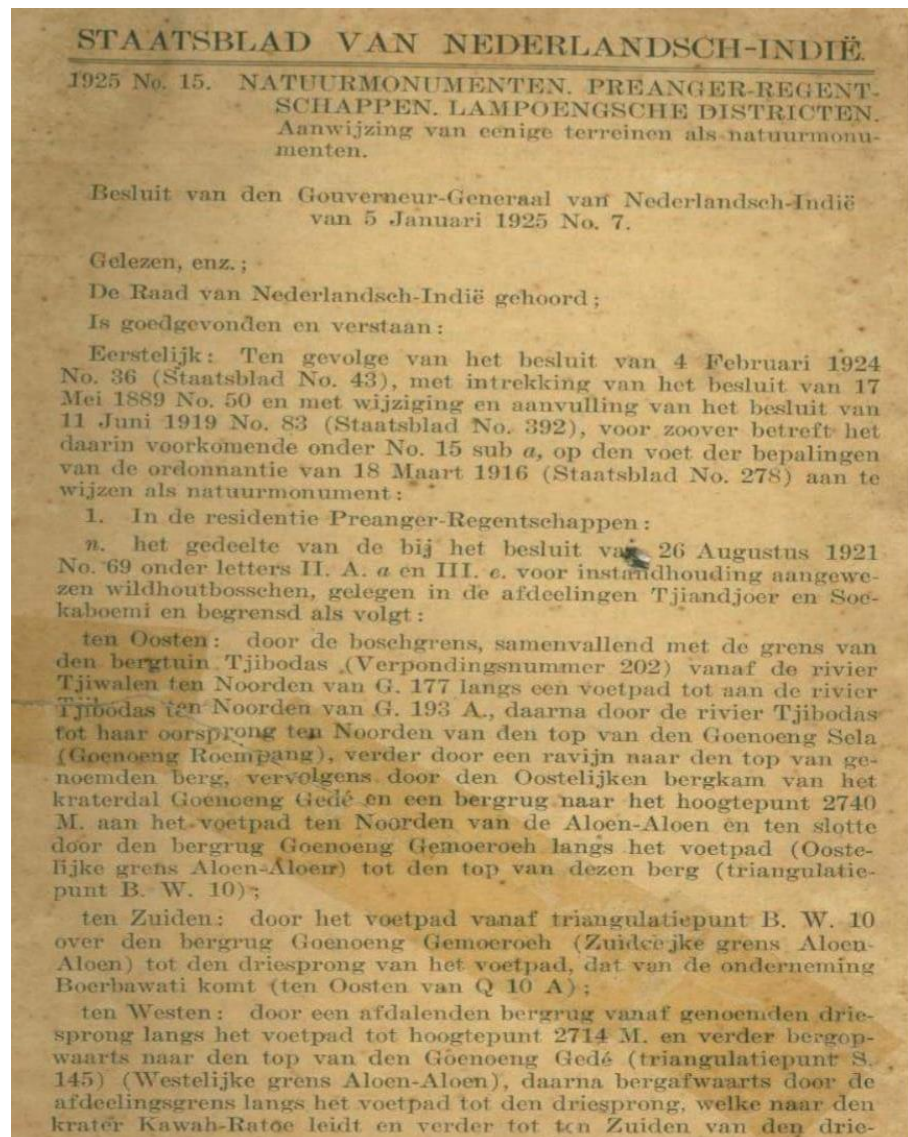 STAATSBLAD VAN NEDERLANDSCH-INDIË.
1925 No. 15. NATUURMONUMENTEN. PREANGER-REGENT-
SCHAPPEN. LAMPOENGSCHE DISTRICTEN.
Aanwijzing van eenige terreinen als natuurmonu-
menten.
Besluit van den Gouverneur-Generaal van Nederlandsch-Indië
van 5 Januari 1925 No. 7.
Gelezen, enz.;
De Raad van Nederlandsch-Indië gehoord;
Is goedgevonden en verstaan:
Eerstelijk: Ten gevolge van het besluit van 4 Februari 1924
No. 36 (Staatsblad No. 43), met intrekking van het besluit van 17
Mei 1889 No. 50 en met wijziging en aanvulling van het besluit van
11 Juni 1919 No. 83 (Staatsblad No. 392), voor zoover betreft het
daarin voorkomende onder No. 15 sub a, op den voet der bepalingen
van de ordonnantie van 18 Maart 1916 (Staatsblad No. 278) aan te
wijzen als natuurmonument:
1. In de residentie Preanger-Regentschappen:
n. het gedeelte van de bij het besluit van 26 Augustus 1921
No. 69 onder letters II. A. a en III. e. voor instandhouding aangewe-
zen wildhoutbosschen, gelegen in de afdeelingen Tjiandjoer en Soe-
kaboemi en begrensd als volgt:
ten Oosten: door de boschgrens, samenvallend met de grens van
den bergtuin Tjibodas (Verpondingsnummer 202) vanaf de rivier
Tjiwalen ten Noorden van G. 177 langs een voetpad tot aan de rivier
Tjibodas ten Noorden van G. 193 A., daarna door de rivier Tjibodas
tot haar oorsprong ten Noorden van den top van den Goenoeng Sela
(Goenoeng Roempang), verder door een ravijn naar den top van ge-
noemden berg, vervolgens door den Oostelijken bergkam van het
kraterdal Goenoeng Gedé en een bergrug naar het hoogtepunt 2740
M. aan het voetpad ten Noorden van de Aloen-Aloen en ten slotte
door den bergrug Goenoeng Gemoeroeh langs het voetpad (Ooste-
lijke grens Aloen-Aloen) tot den top van dezen berg (triangulatie-
punt B. W. 10);
ten Zuiden: door het voetpad vanaf triangulatiepunt B. W. 10
over den bergrug Goenoeng Gemoeroeh (Zuidelijke grens Aloen-
Aloen) tot den driesprong van het voetpad, dat van de onderneming
Boerbawati komt (ten Oosten van Q 10 A);
ten Westen: door een afdalenden bergrug vanaf genoemden drie-
sprong langs het voetpad tot hoogtepunt 2714 M. en verder bergop-
waarts naar den top van den Goenoeng Gedé (triangulatiepunt S.
145) (Westelijke grens Aloen-Aloen), daarna bergafwaarts door de
afdeelingsgrens langs het voetpad tot den driesprong, welke naar den
krater Kawah-Ratoe leidt en verder tot ten Zuiden van den drie-